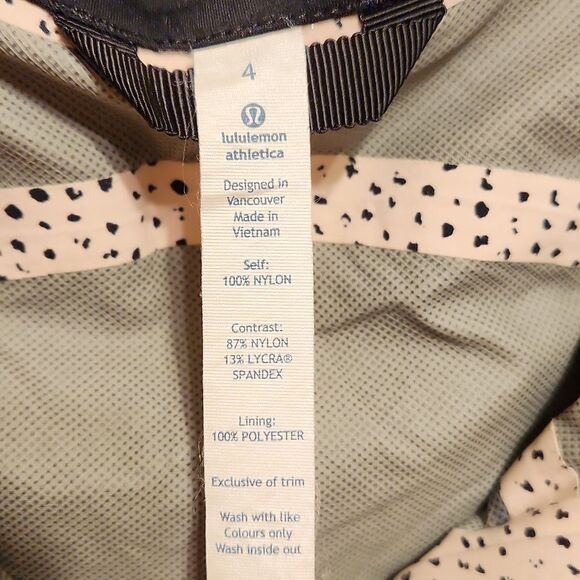 4
lululemon
athletica
Designed in
Vancouver
Made in
Vietnam
Self:
100% NYLON
Contrast:
87% NYLON
13% LYCRA®
SPANDEX
Lining:
100% POLYESTER
Exclusive of trim
Wash with like
Colours only
Wash inside out